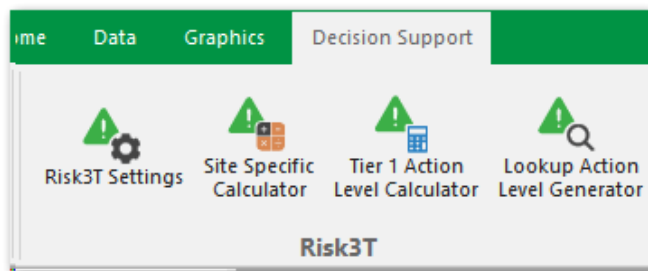 ome Data Graphics Decision Support
Risk3T Settings
Site Specific
Calculator
Tier 1 Action
Level Calculator
Lookup Action
Level Generator
Risk3T